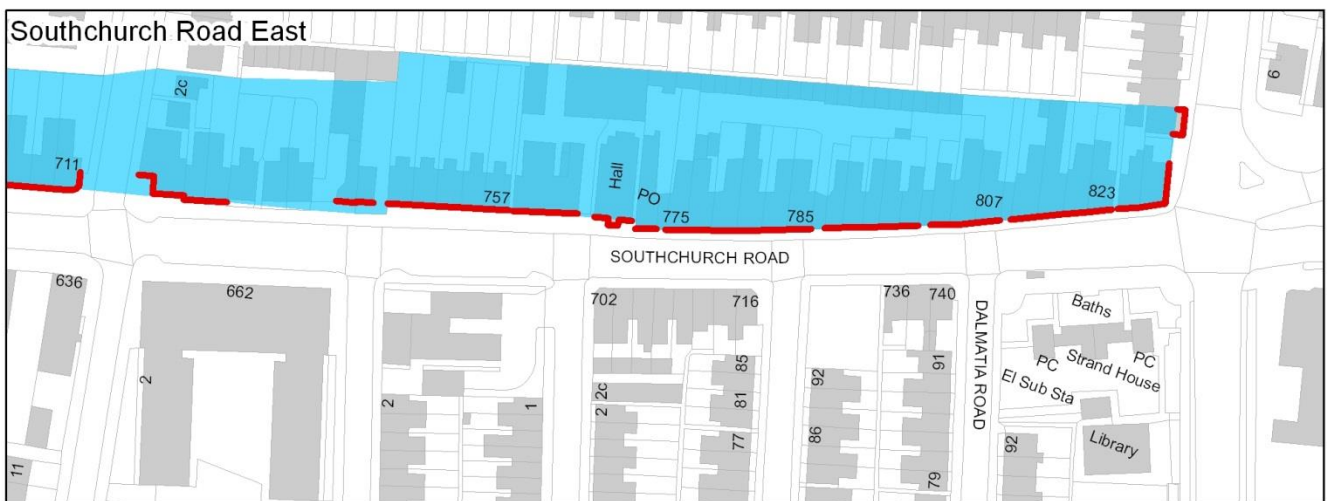 Southchurch Road East
2c
6
711
757
Hall
PO
775
785
807
823
SOUTHCHURCH ROAD
636
662
702
716
736
740
DALMATIA ROAD
Baths
PC
Strand House
PC
El Sub Sta
Library
2
2
1
2c
2
85
81
77
92
86
91
79
92
11